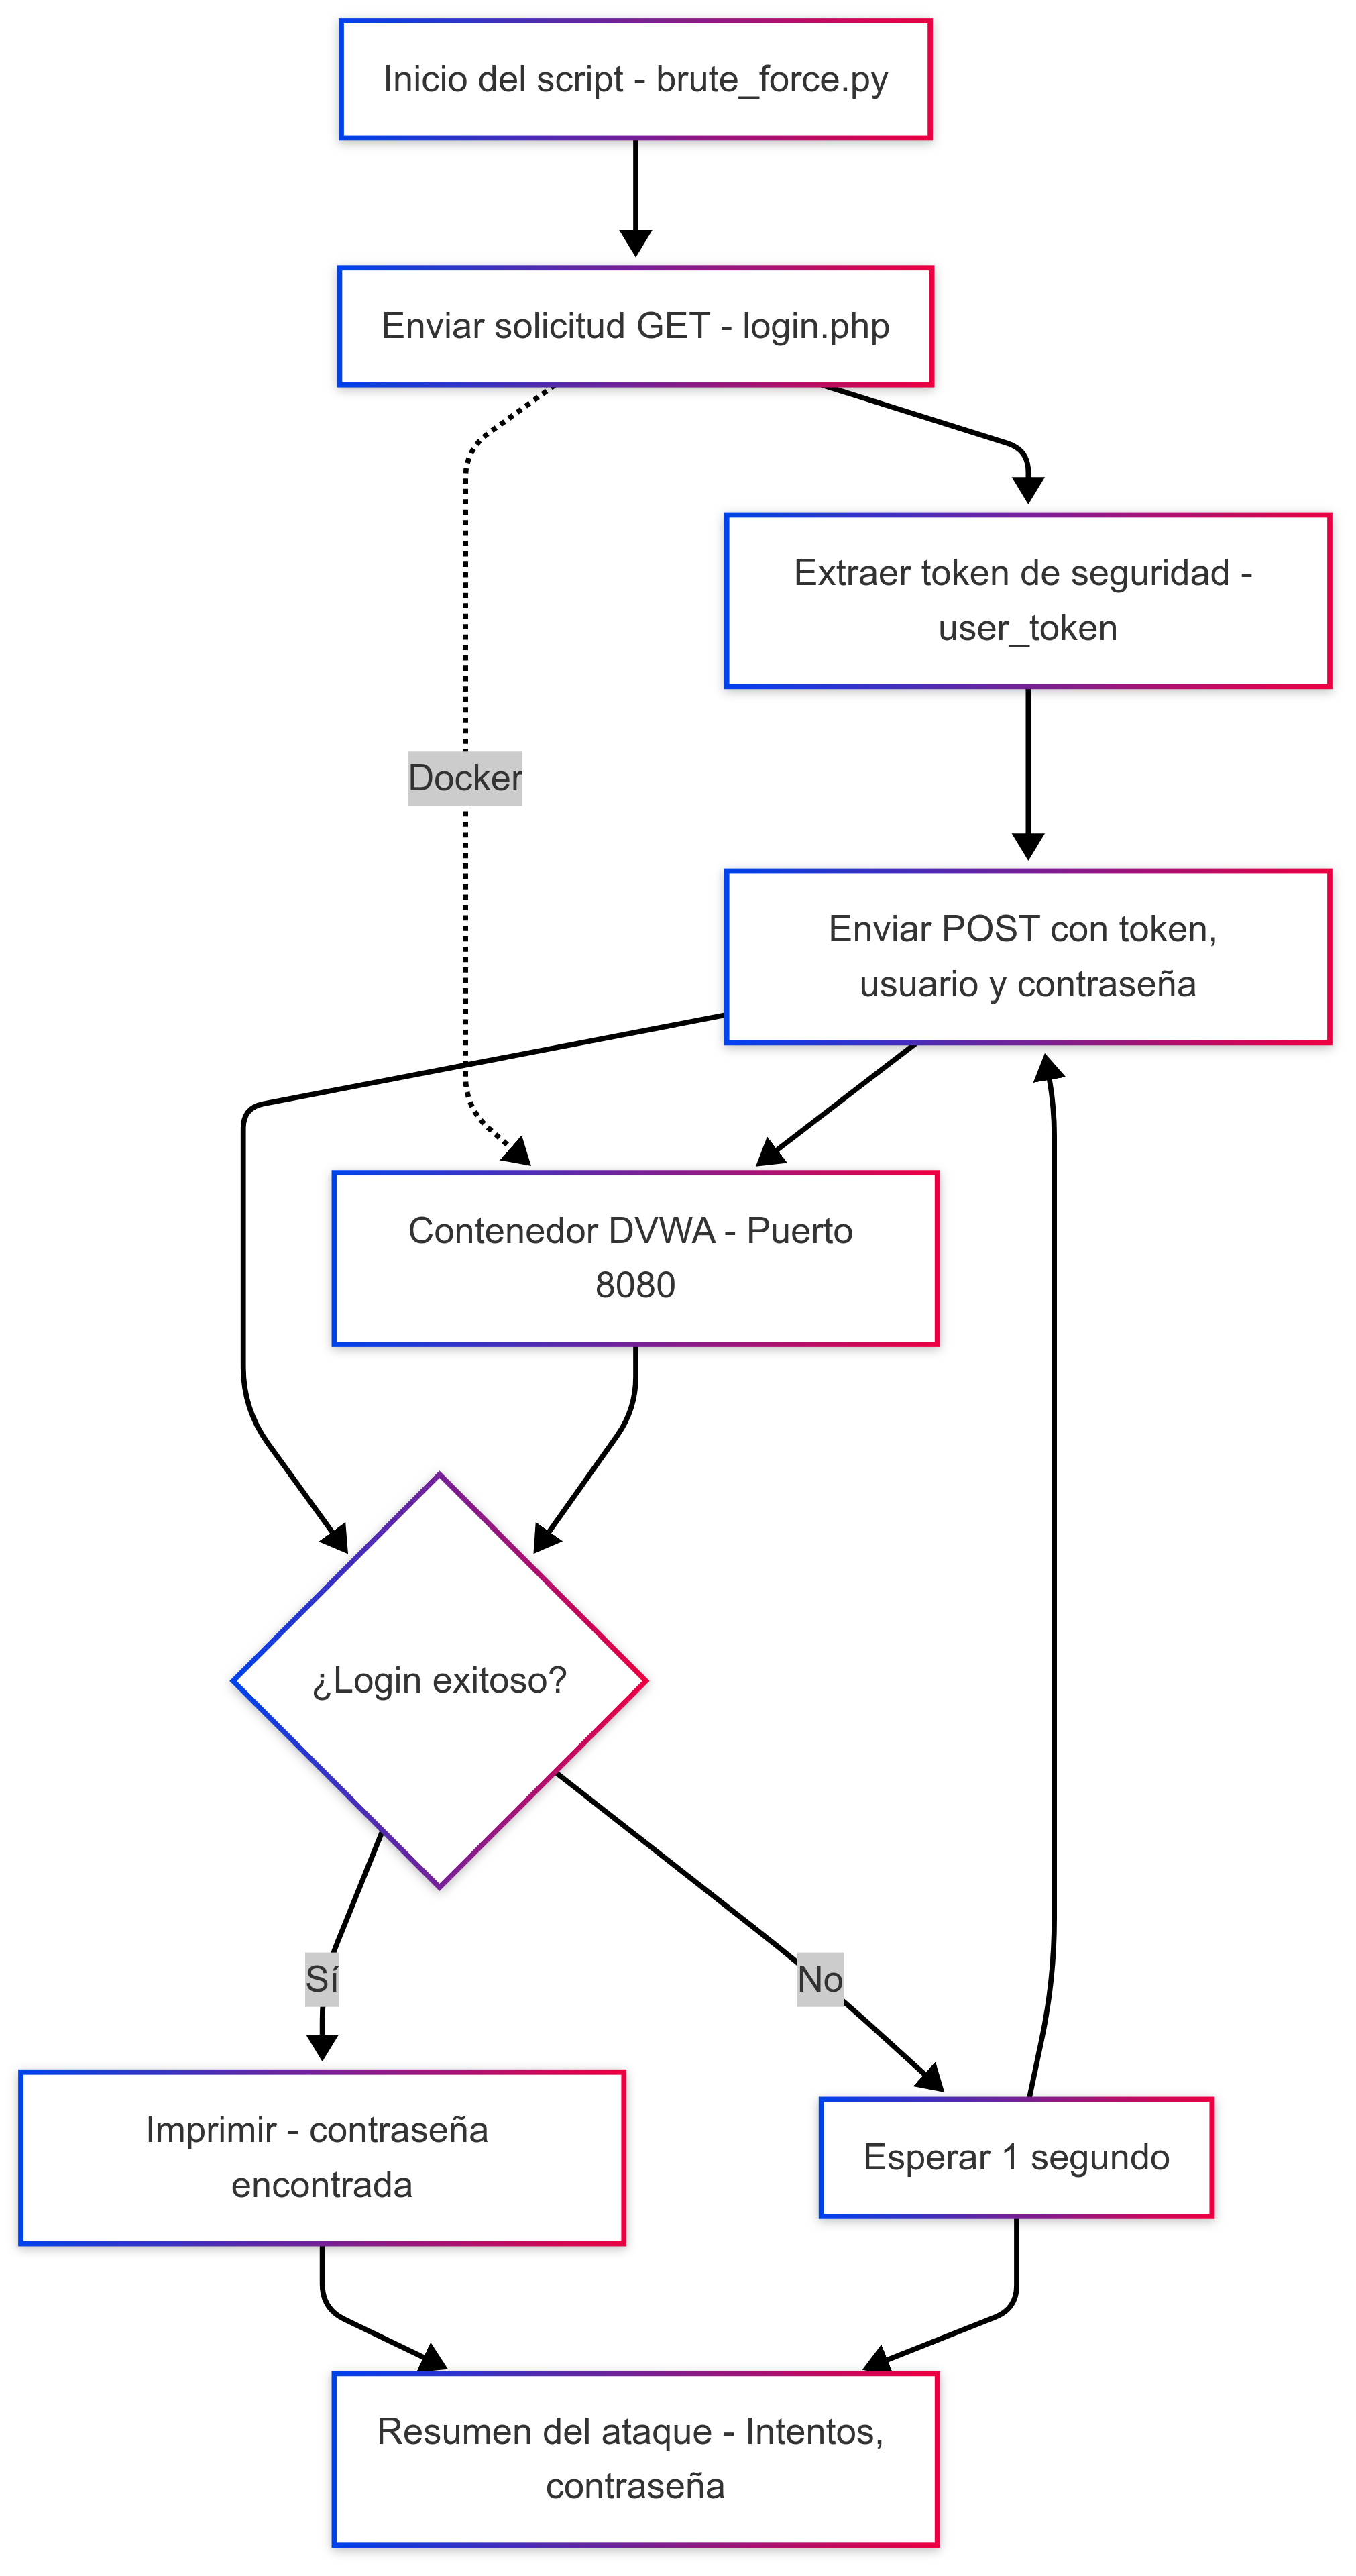 Inicio del script - brute_force.py
Enviar solicitud GET - login.php
Extraer token de seguridad -
user_token
Docker
Enviar POST con token,
usuario y contraseña
Contenedor DVWA - Puerto
8080
¿Login exitoso?
Sí
No
Imprimir - contraseña
encontrada
Esperar 1 segundo
Resumen del ataque - Intentos,
contraseña